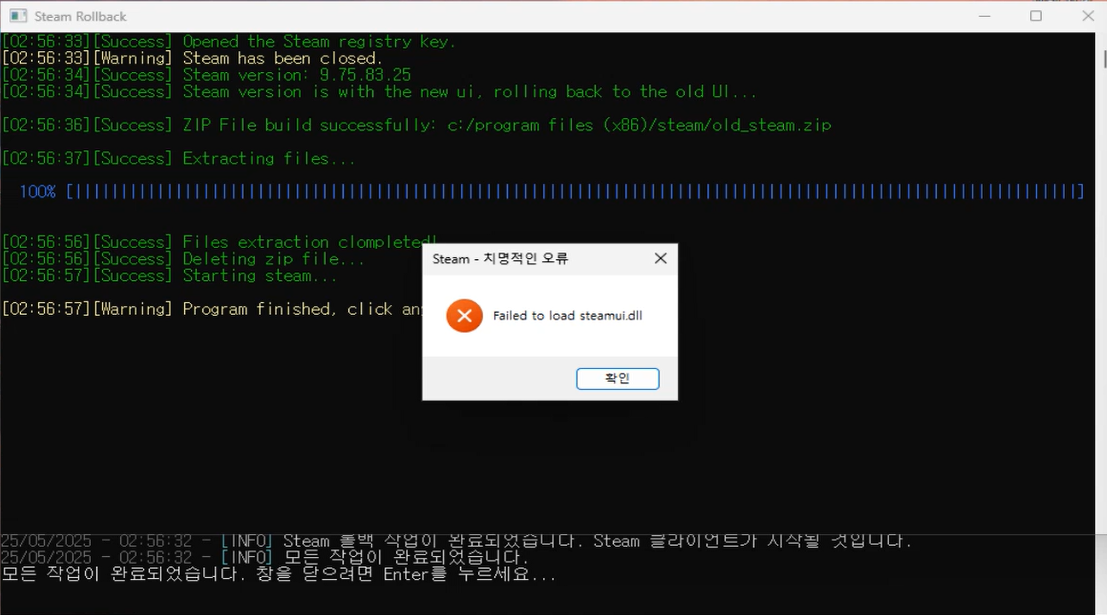 Steam Rollback
[02:56:33][Success] Opened the Steam registry key.
[02:56:33][Warning] Steam has been closed.
[02:56:34][Success] Steam version: 9.75.83.25
[02:56:34][Success] Steam version is with the new ui, rolling back to the old UI...
[02:56:36][Success] ZIP File build successfully: c:/program files (x86)/steam/old_steam.zip
[02:56:37][Success] Extracting files...
100%
[02:56:56][Success] Files extraction clompleted!
[02:56:56][Success] Deleting zip file...
[02:56:57][Success] Starting steam...
[02:56:57][Warning] Program finished, click
Steam - 치명적인 오류
Failed to load steamui.dll
확인
25/05/2025 - 02:56:32 - [INFO] Steam 롤백 작업이 완료되었습니다. Steam 클라이언트가 시작될 것입니다.
25/05/2025 - 02:56:32 - [INFO] 모든 작업이 완료되었습니다.
모든 작업이 완료되었습니다. 창을 닫으려면 Enter를 누르세요...